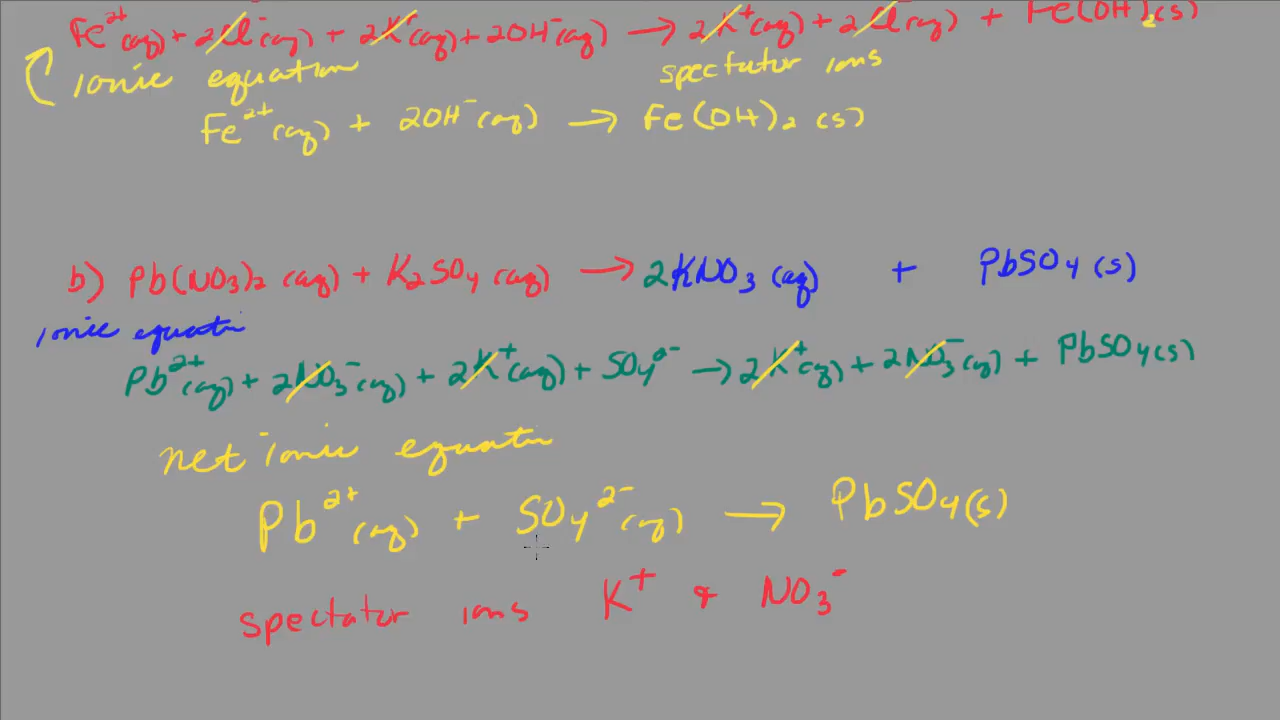 Fe²⁺(aq) + 2Cl⁻(aq) + 2K⁺(aq) + 2OH⁻(aq) → 2K⁺(aq) + 2Cl⁻(aq) + Fe(OH)₂(s)
ionic equation spectator ions
Fe²⁺(aq) + 2OH⁻(aq) → Fe(OH)₂(s)
b) Pb(NO₃)₂(aq) + K₂SO₄(aq) → 2KNO₃(aq) + PbSO₄(s)
ionic equati
Pb²⁺(aq) + 2NO₃⁻(aq) + 2K⁺(aq) + SO₄²⁻ → 2K⁺(aq) + 2NO₃⁻(aq) + PbSO₄(s)
net ionic equati
Pb²⁺(aq) + SO₄²⁻(aq) → PbSO₄(s)
spectator ions K⁺ & NO₃⁻